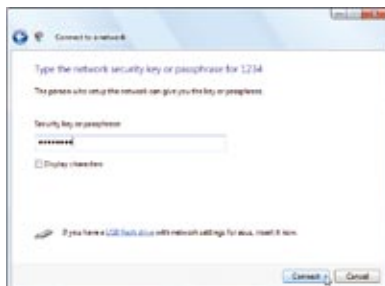 Connect to a network
Type the network security key or passphrase for 1234
The person who setup the network can give you the key or passphrase.
Security key or passphrase:
●●●●●●●●
Display characters
If you have a USB flash drive with network settings for asus, insert it now.
Connect
Cancel